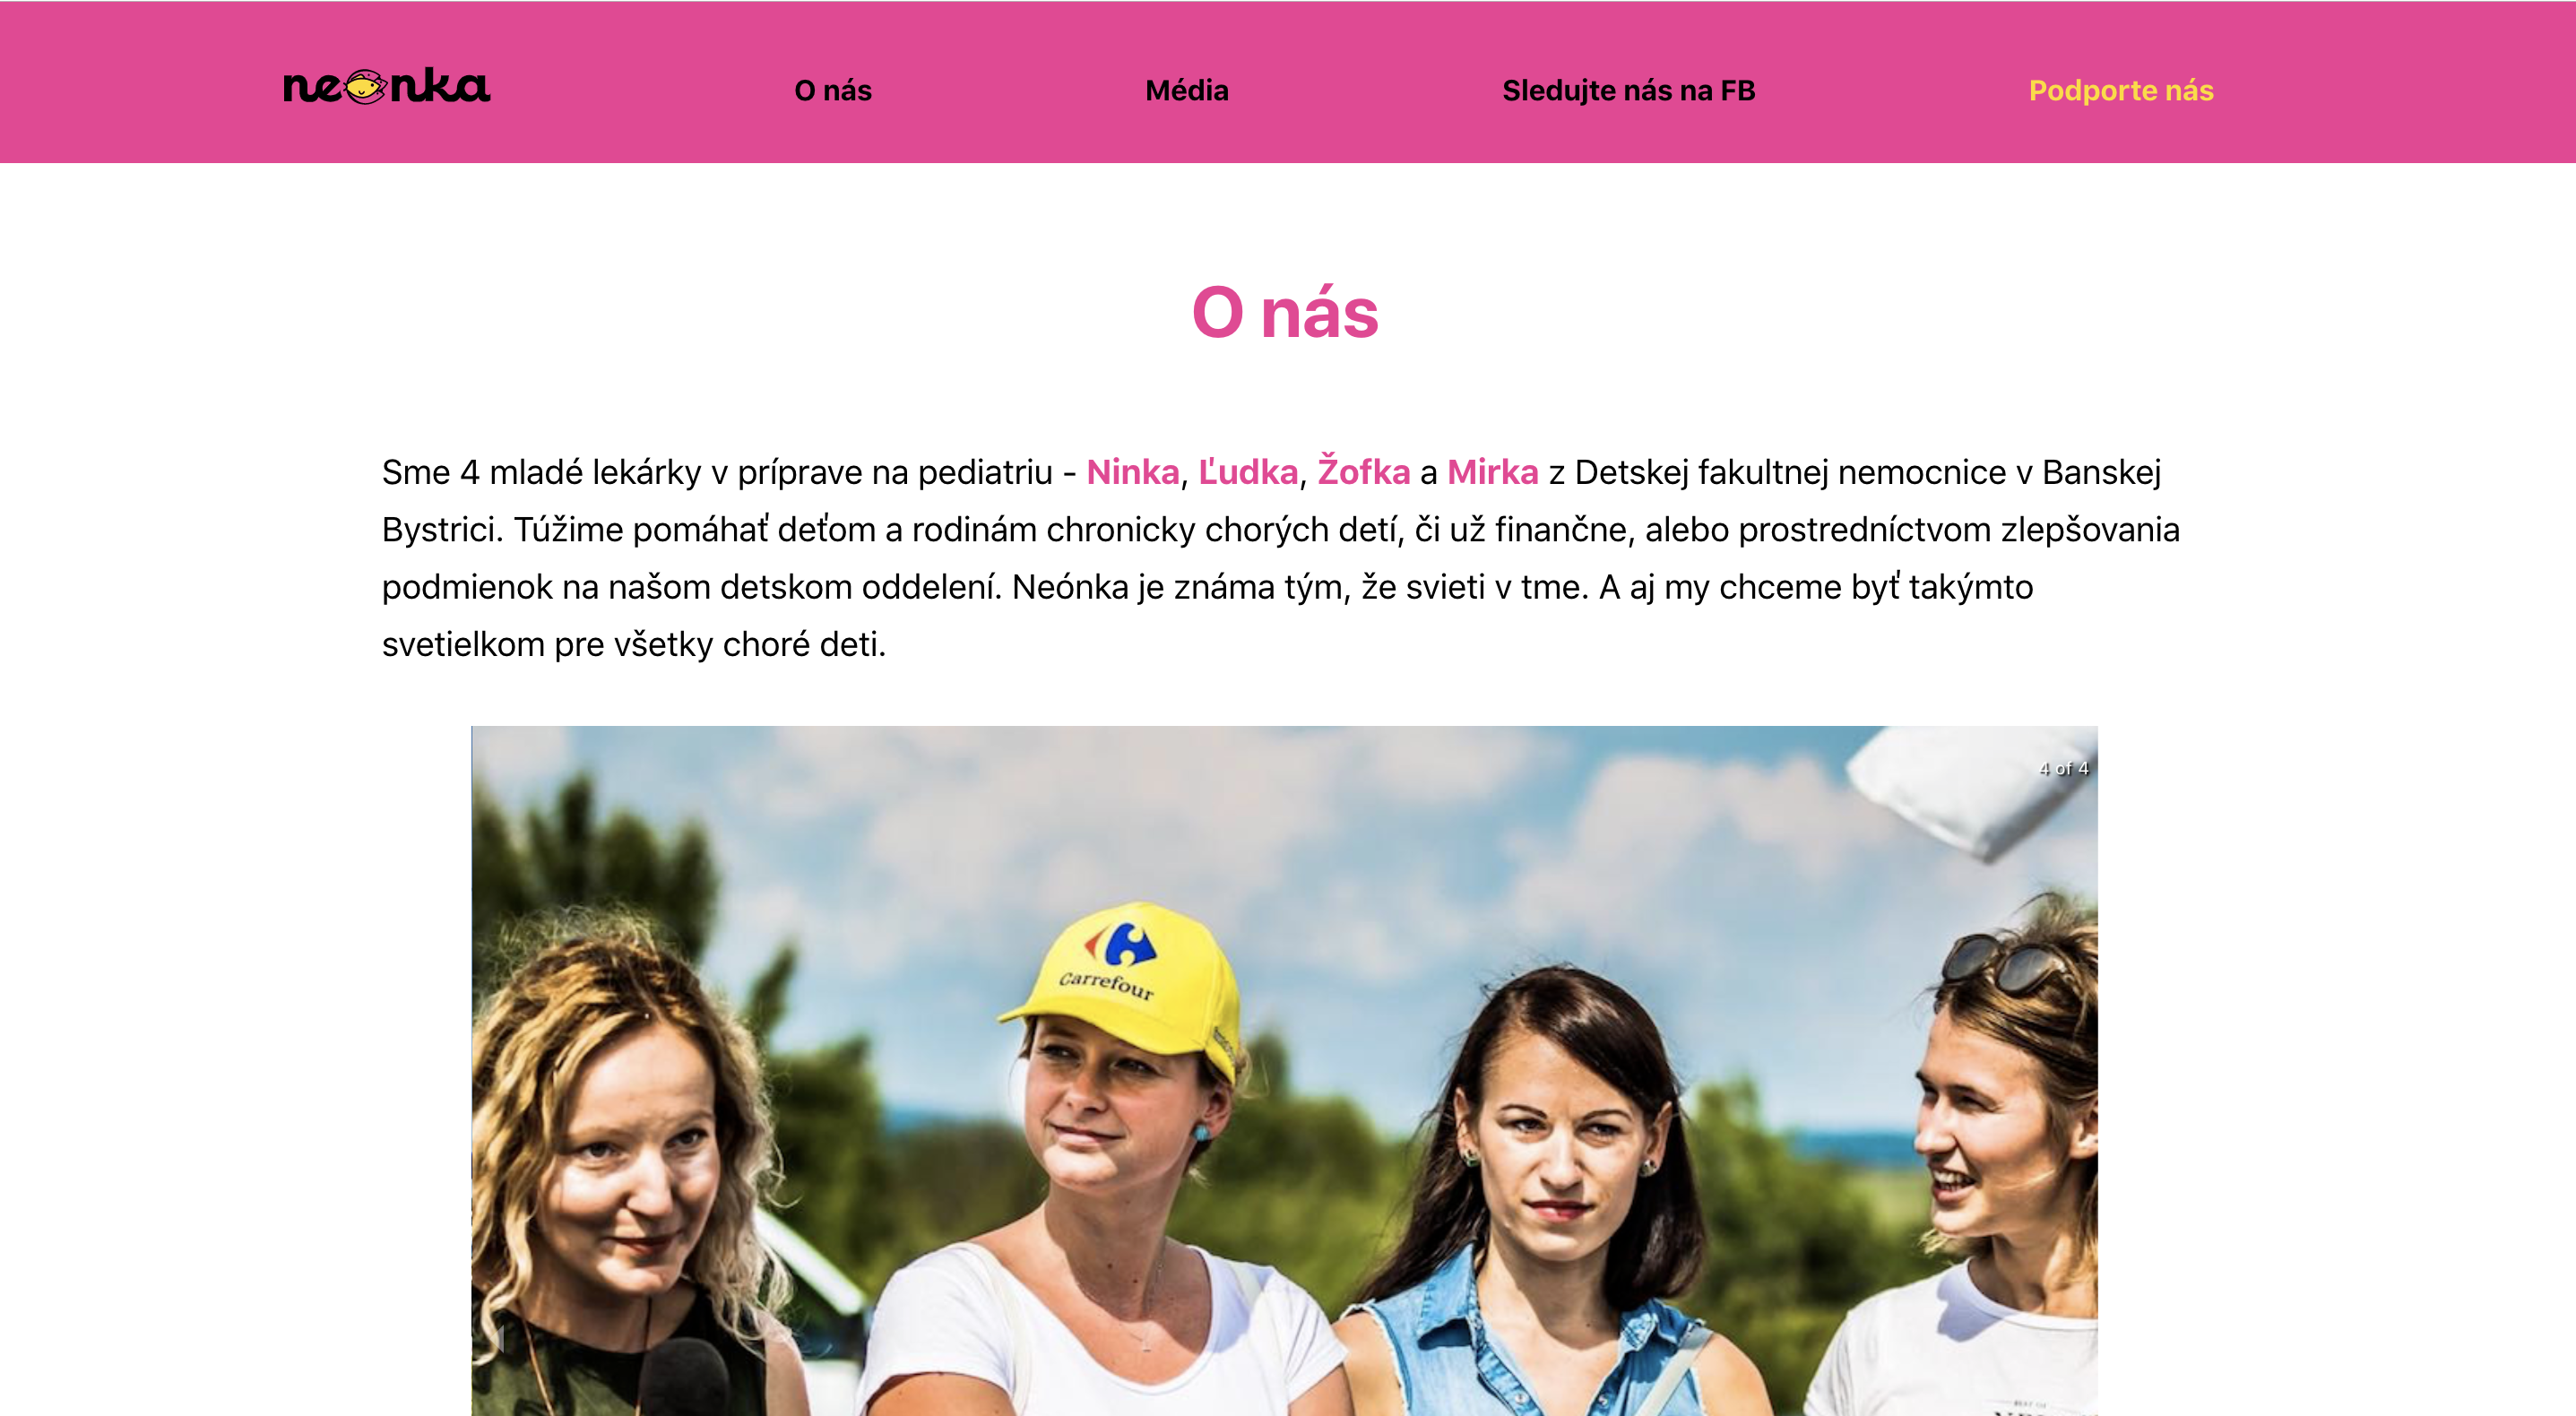 neonka
O nás
Média
Sledujte nás na FB
Podporte nás
O nás
Sme 4 mladé lekárky v príprave na pediatriu - Ninka, Ľudka, Žofka a Mirka z Detskej fakultnej nemocnice v Banskej
Bystrici. Túžime pomáhať deťom a rodinám chronicky chorých detí, či už finančne, alebo prostredníctvom zlepšovania
podmienok na našom detskom oddelení. Neónka je známa tým, že svieti v tme. A aj my chceme byť takýmto
svetielkom pre všetky choré deti.
4 of 4
Carrefour